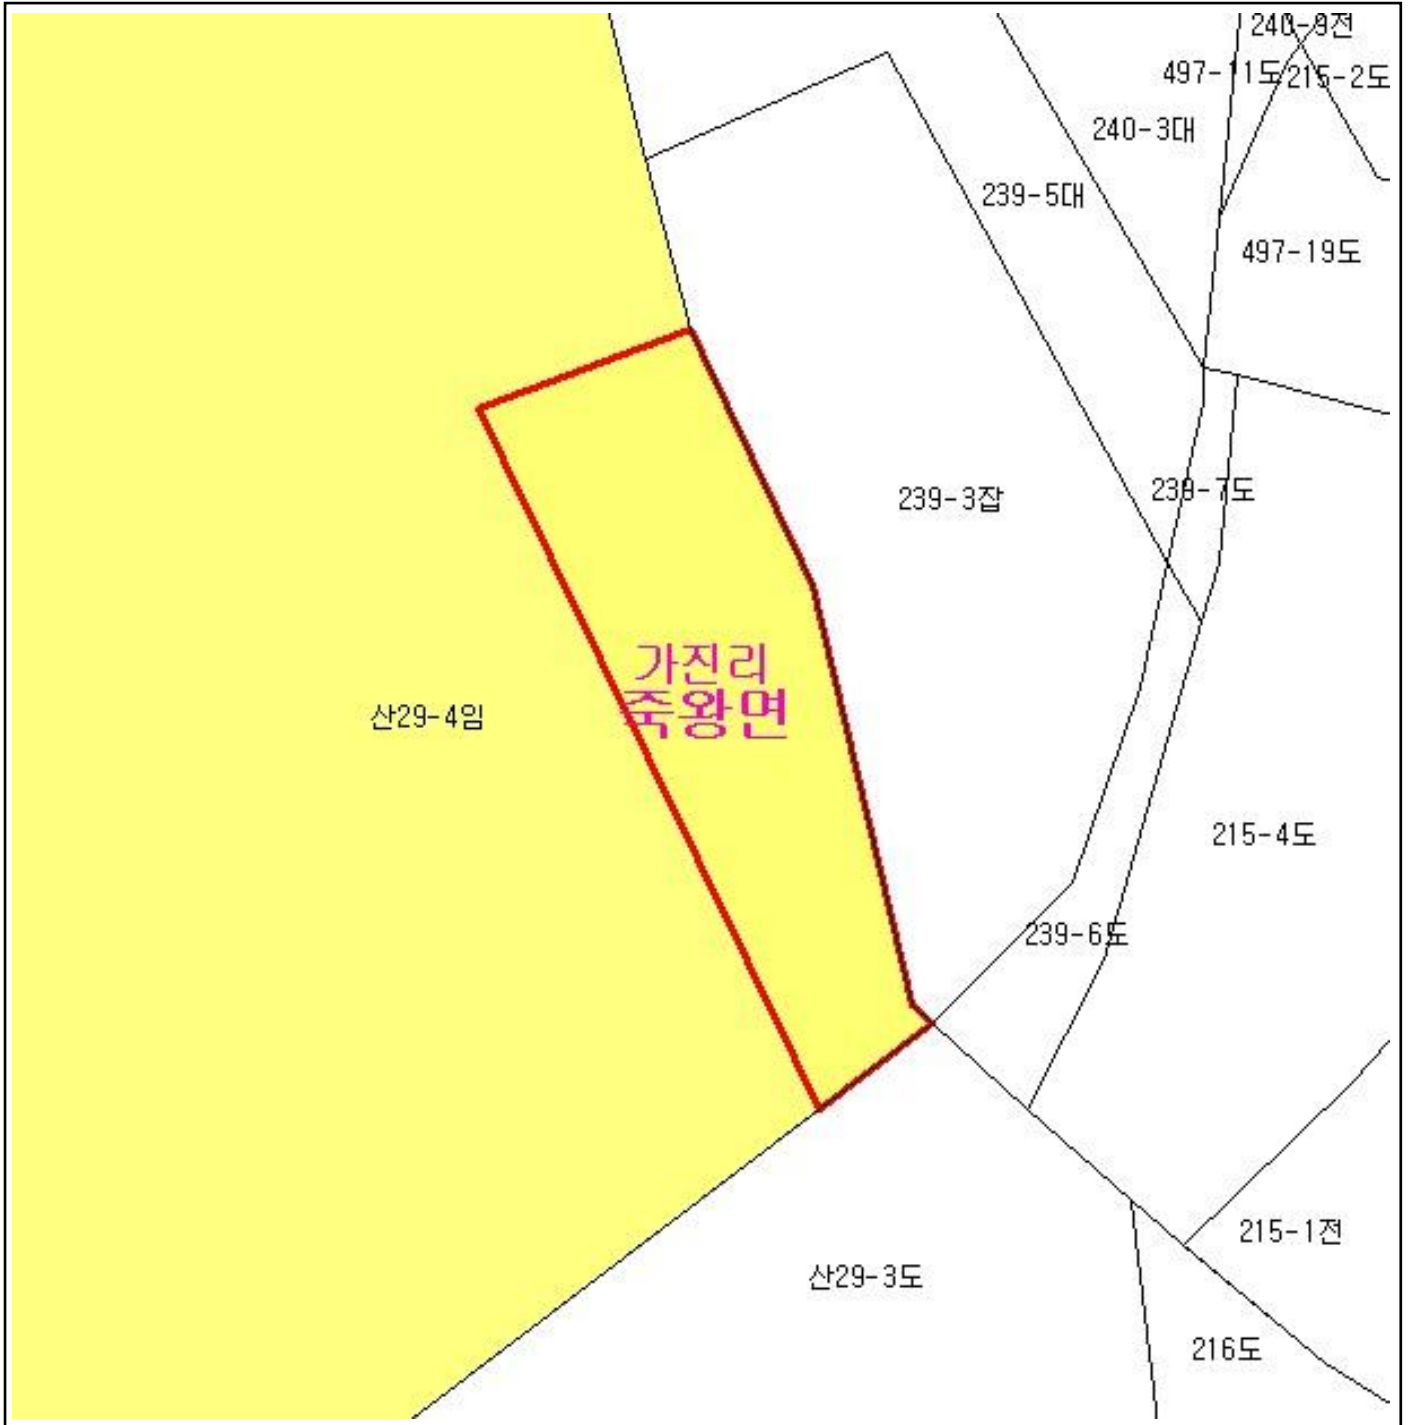 240-9전
497-11도
215-2도
240-3대
239-5대
497-19도
239-7도
239-3잡
가진리
죽왕면
산29-4임
215-4도
239-6도
215-1전
산29-3도
216도